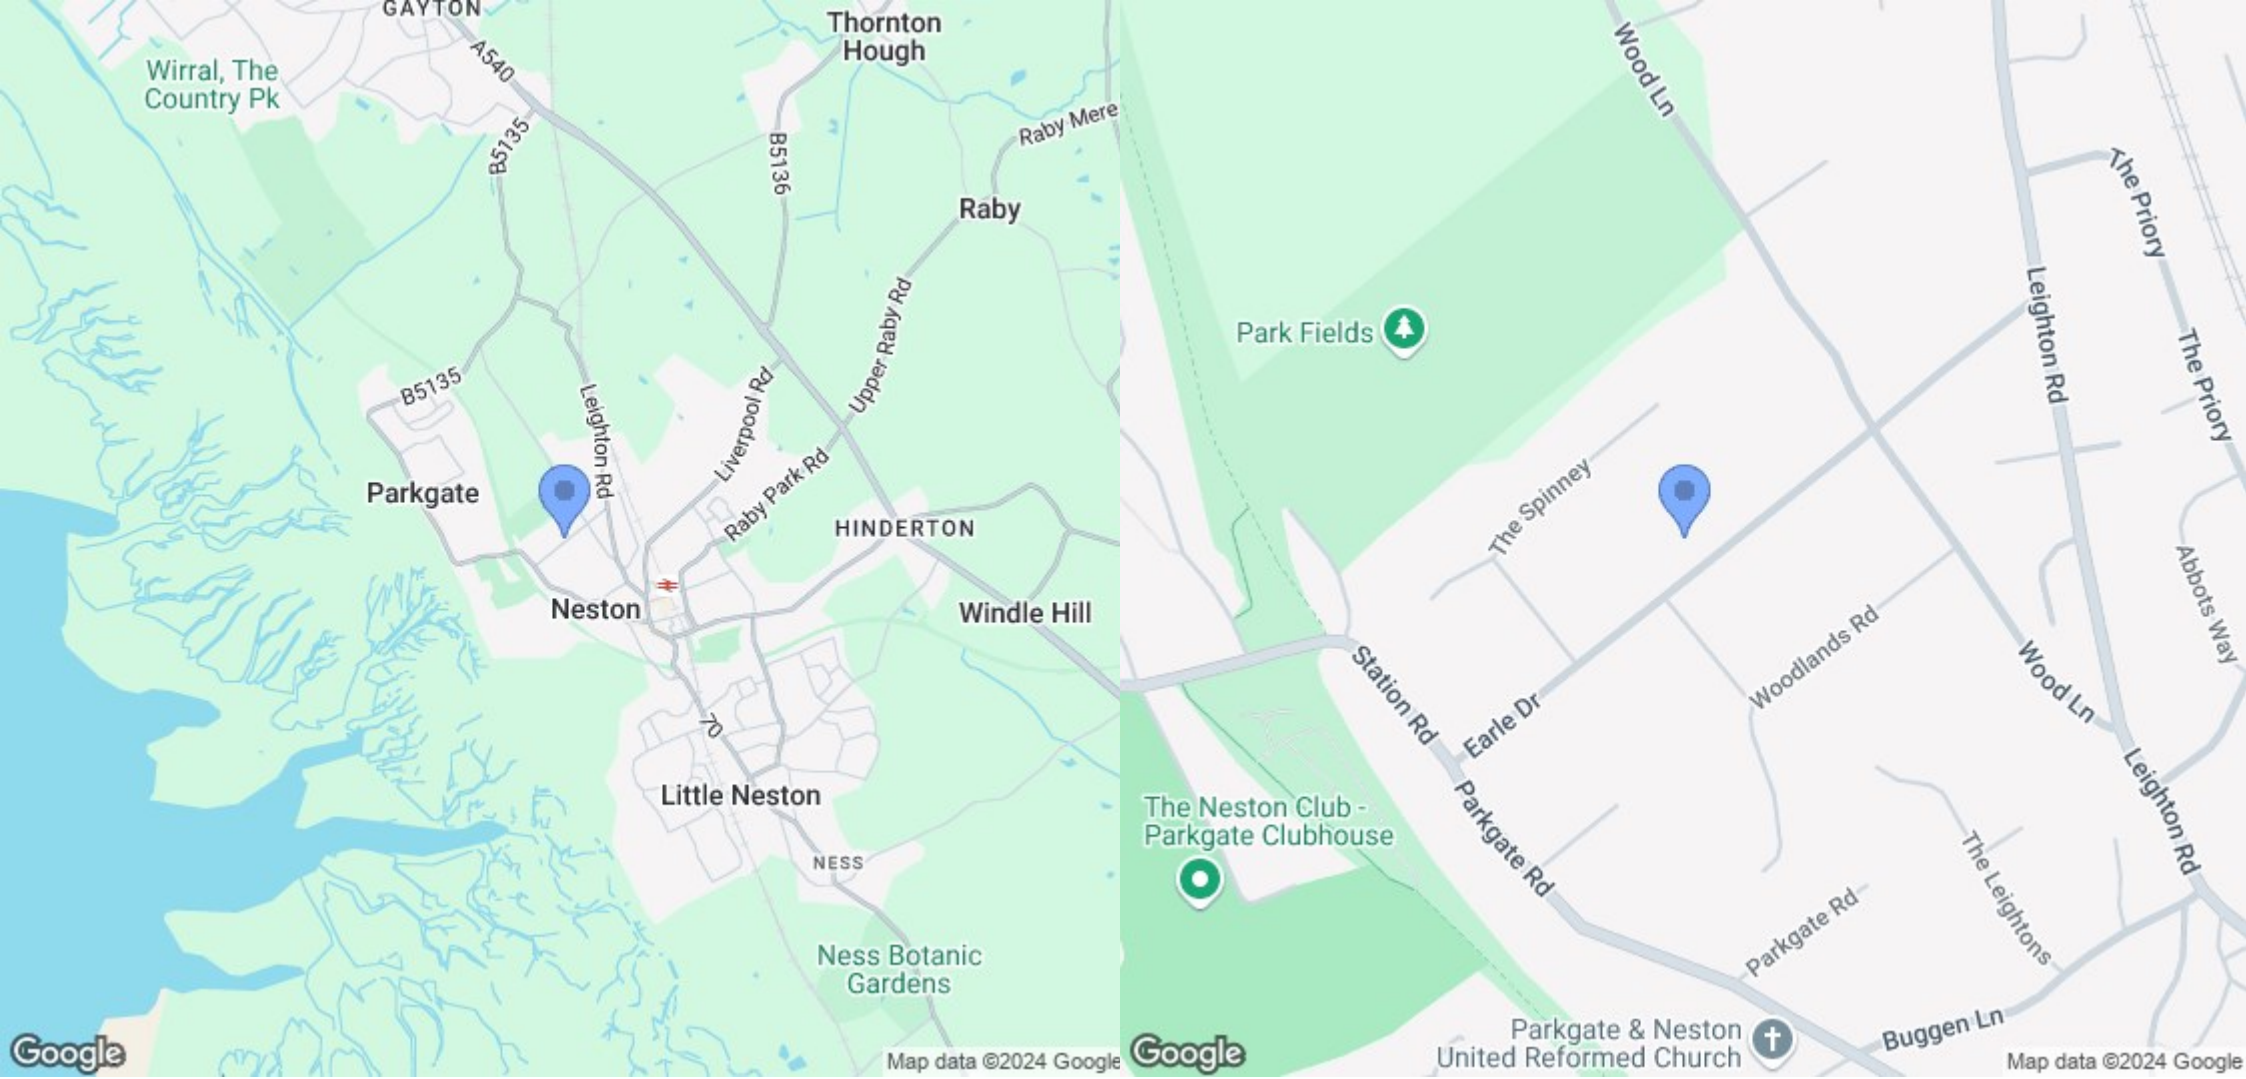 GAYTON
A540
Thornton
Hough
Wirral, The
Country Pk
B5135
B5136
Raby Mere
Raby
Upper Raby Rd
B5135
Leighton Rd
Liverpool Rd
Raby Park Rd
Parkgate
HINDERTON
Neston
Windle Hill
70
Little Neston
NESS
Ness Botanic
Gardens
Google
Map data ©2024 Google
Wood Ln
The Priory
Leighton Rd
Park Fields
The Priory
The Spinney
Abbots Way
Woodlands Rd
Wood Ln
Station Rd
Earle Dr
Leighton Rd
The Neston Club -
Parkgate Clubhouse
Parkgate Rd
The Leightons
Parkgate Rd
Buggen Ln
Parkgate & Neston
United Reformed Church
Google
Map data ©2024 Google